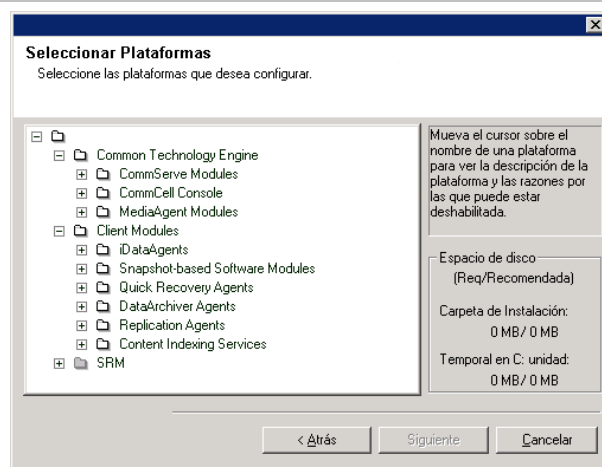 Seleccionar Plataformas
Seleccione las plataformas que desea configurar.
Common Technology Engine
CommServe Modules
CommCell Console
MediaAgent Modules
Client Modules
iDataAgents
Snapshot-based Software Modules
Quick Recovery Agents
DataArchiver Agents
Replication Agents
Content Indexing Services
SRM
Mueva el cursor sobre el
nombre de una plataforma
para ver la descripción de la
plataforma y las razones por
las que puede estar
deshabilitada.
Espacio de disco
(Req/Recomendada)
Carpeta de Instalación:
0 MB/ 0 MB
Temporal en C: unidad:
0 MB/ 0 MB
< Atrás
Siguiente
Cancelar